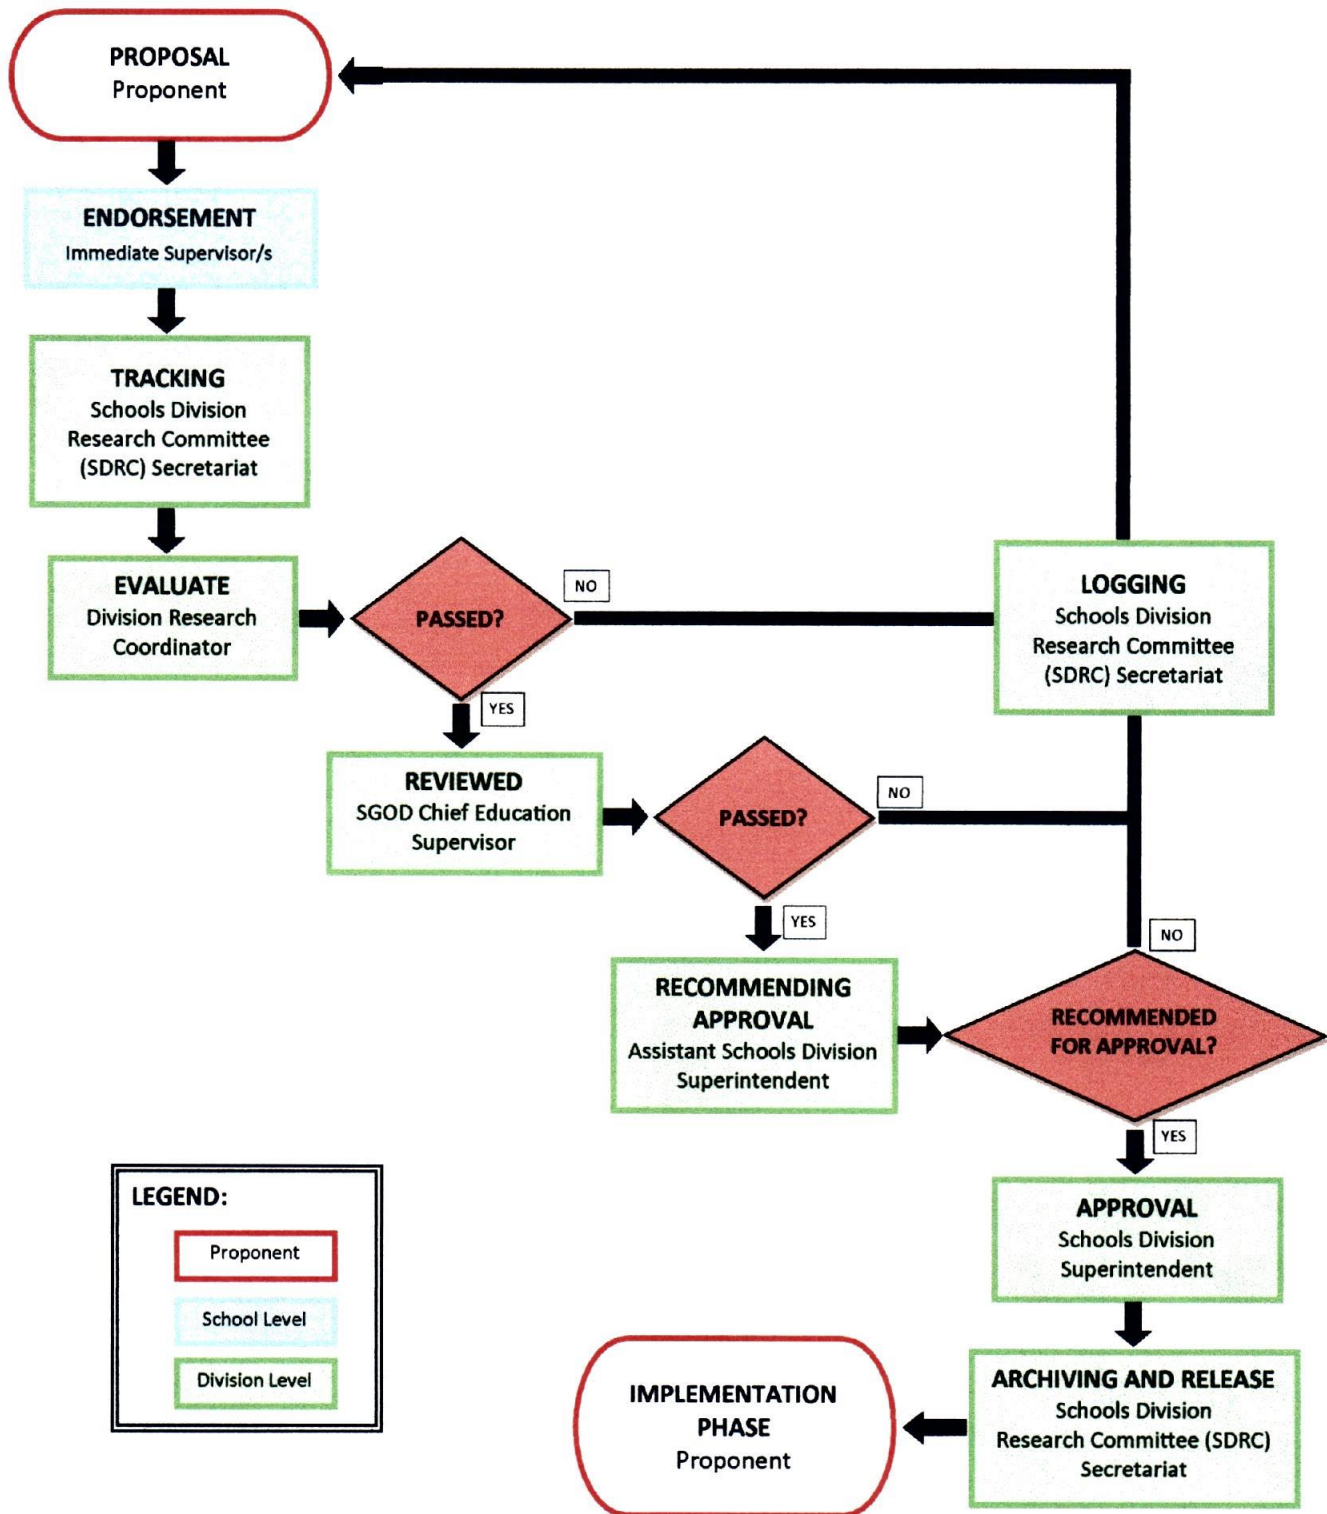 PROPOSAL
Proponent
ENDORSEMENT
Immediate Supervisor/s
TRACKING
Schools Division
Research Committee
(SDRC) Secretariat
EVALUATE
Division Research
Coordinator
PASSED?
NO
YES
LOGGING
Schools Division
Research Committee
(SDRC) Secretariat
REVIEWED
SGOD Chief Education
Supervisor
PASSED?
NO
YES
RECOMMENDING
APPROVAL
Assistant Schools Division
Superintendent
NO
RECOMMENDED
FOR APPROVAL?
YES
APPROVAL
Schools Division
Superintendent
ARCHIVING AND RELEASE
Schools Division
Research Committee (SDRC)
Secretariat
IMPLEMENTATION
PHASE
Proponent
LEGEND:
Proponent
School Level
Division Level